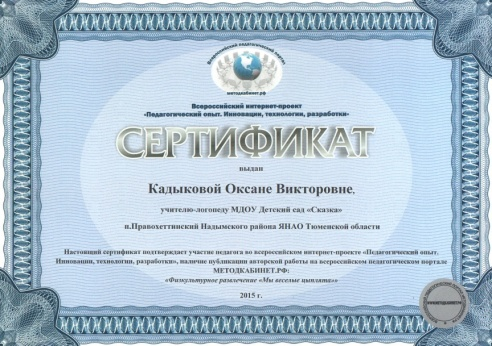 Всероссийский педагогический портал
методкабинет.рф
Всероссийский интернет-проект
«Педагогический опыт. Инновации, технологии, разработки»
СЕРТИФИКАТ
выдан
Кадыковой Оксане Викторовне,
учителю-логопеду МДОУ Детский сад «Сказка»
п.Правохеттинский Надымского района ЯНАО Тюменской области
Настоящий сертификат подтверждает участие педагога во всероссийском интернет-проекте «Педагогический опыт.
Инновации, технологии, разработки», наличие публикации авторской работы на всероссийском педагогическом портале
МЕТОДКАБИНЕТ.РФ:
«Физкультурное развлечение «Мы веселые цыплята»»
2015 г.